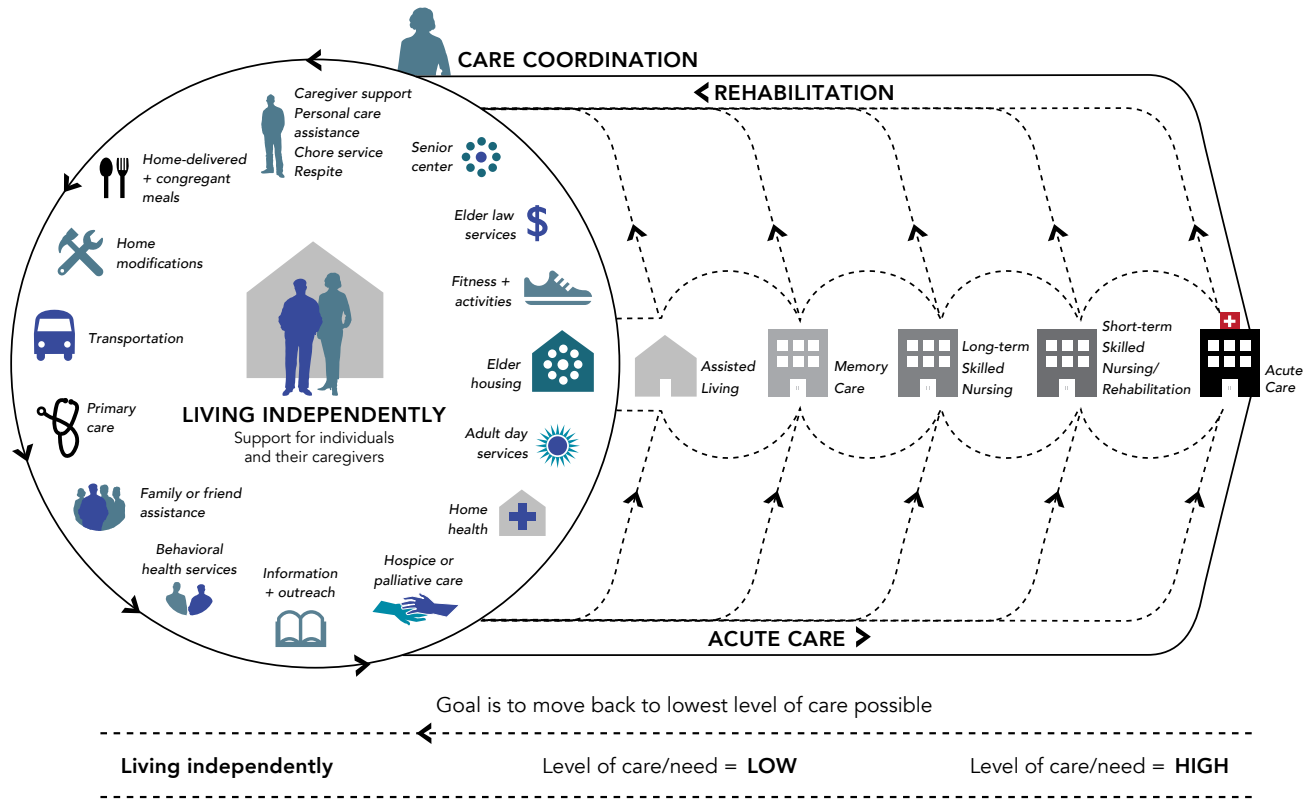 CARE COORDINATION
REHABILITATION
Caregiver support
Personal care
assistance
Chore service
Respite
Senior
center
Home-delivered
+ congregant
meals
Elder law
services
$
Home
modifications
Fitness +
activities
Transportation
Elder
housing
Primary
care
LIVING INDEPENDENTLY
Support for individuals
and their caregivers
Adult day
services
Family or friend
assistance
Home
health
Behavioral
health services
Information
+ outreach
Hospice or
palliative care
Assisted
Living
Memory
Care
Long-term
Skilled
Nursing
Short-term
Skilled
Nursing/
Rehabilitation
Acute
Care
ACUTE CARE
Goal is to move back to lowest level of care possible
Living independently
Level of care/need = LOW
Level of care/need = HIGH